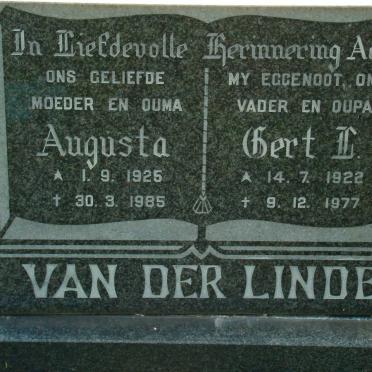 In Liefdevolle Herinnering Aa
ONS GELIEFDE
MOEDER EN OUMA
Augusta
★ 1. 9. 1925
✝ 30. 3. 1985
MY EGGENOOT, ON
VADER EN OUPA
Gert L.
★ 14. 7. 1922
✝ 9. 12. 1977
VAN DER LINDE